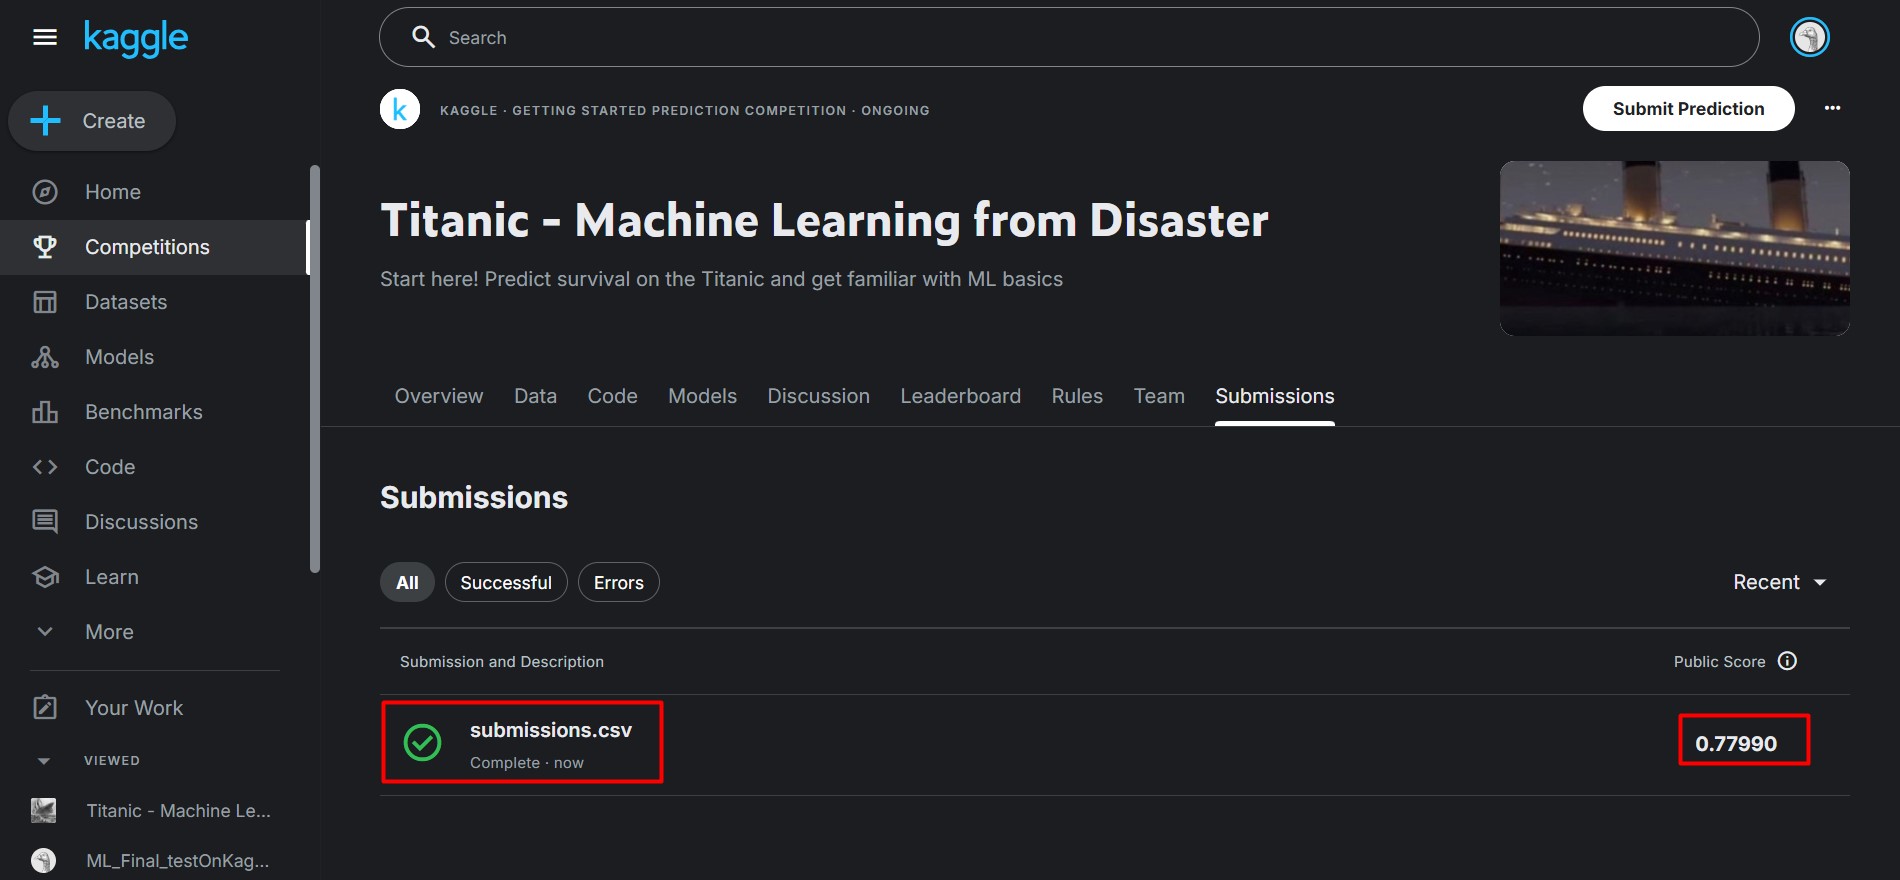 kaggle
Search
Create
Home
Competitions
Datasets
Models
Benchmarks
Code
Discussions
Learn
More
Your Work
VIEWED
Titanic - Machine Le...
ML_Final_testOnKag...
k
KAGGLE · GETTING STARTED PREDICTION COMPETITION · ONGOING
Submit Prediction
Titanic - Machine Learning from Disaster
Start here! Predict survival on the Titanic and get familiar with ML basics
Overview Data Code Models Discussion Leaderboard Rules Team Submissions
Submissions
All Successful Errors
Recent
Submission and Description
Public Score
submissions.csv
Complete · now
0.77990